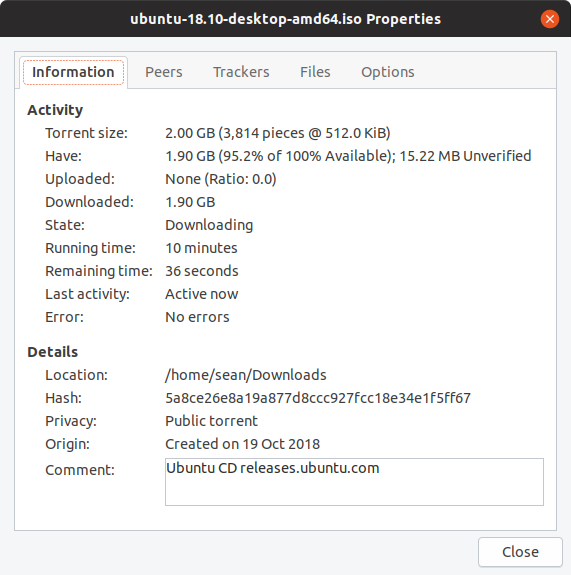 ubuntu-18.10-desktop-amd64.iso Properties
Information Peers Trackers Files Options
Activity
Torrent size: 2.00 GB (3,814 pieces @ 512.0 KiB)
Have: 1.90 GB (95.2% of 100% Available); 15.22 MB Unverified
Uploaded: None (Ratio: 0.0)
Downloaded: 1.90 GB
State: Downloading
Running time: 10 minutes
Remaining time: 36 seconds
Last activity: Active now
Error: No errors
Details
Location: /home/sean/Downloads
Hash: 5a8ce26e8a19a877d8ccc927fcc18e34e1f5ff67
Privacy: Public torrent
Origin: Created on 19 Oct 2018
Comment: Ubuntu CD releases.ubuntu.com
Close